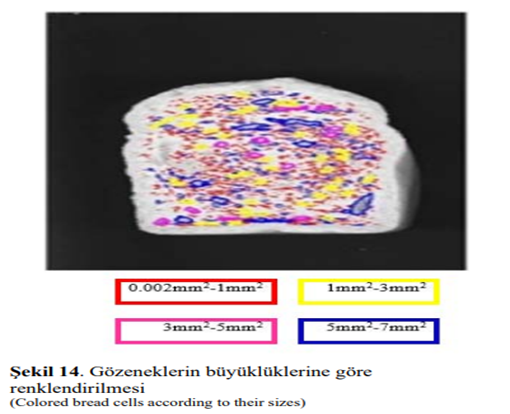 0.002mm²-1mm² 1mm²-3mm²
3mm²-5mm² 5mm²-7mm²
Şekil 14. Gözeneklerin büyüklüklerine göre
renklendirilmesi
(Colored bread cells according to their sizes)